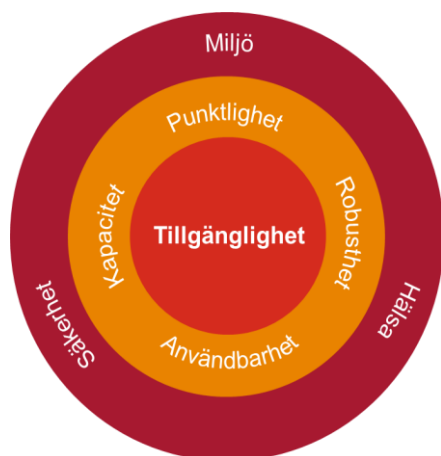 Miljö
Punktlighet
Kapacitet
Robusthet
Tillgänglighet
Användbarhet
Säkerhet
Hälsa